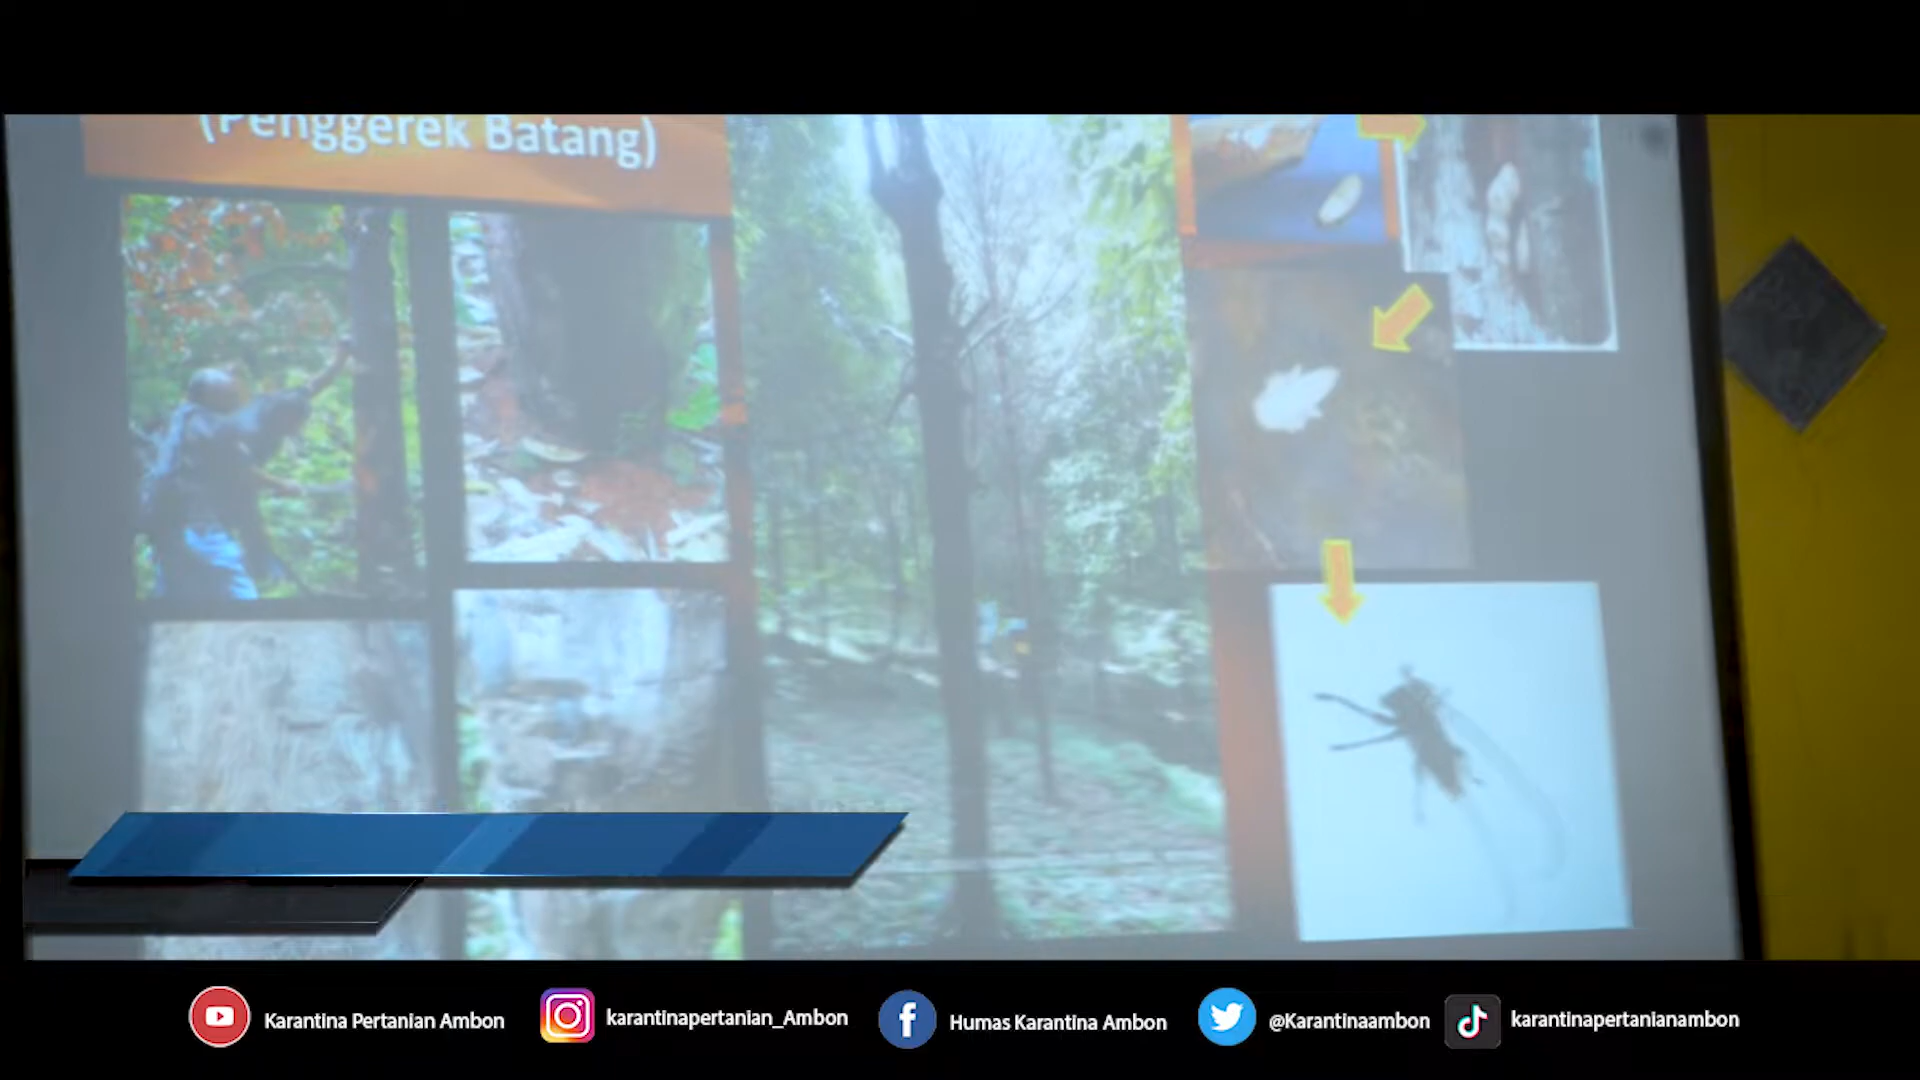 (Penggerek Batang)
Karantina Pertanian Ambon
karantinapertanian_Ambon
Humas Karantina Ambon
@Karantinaambon
karantinapertanianambon